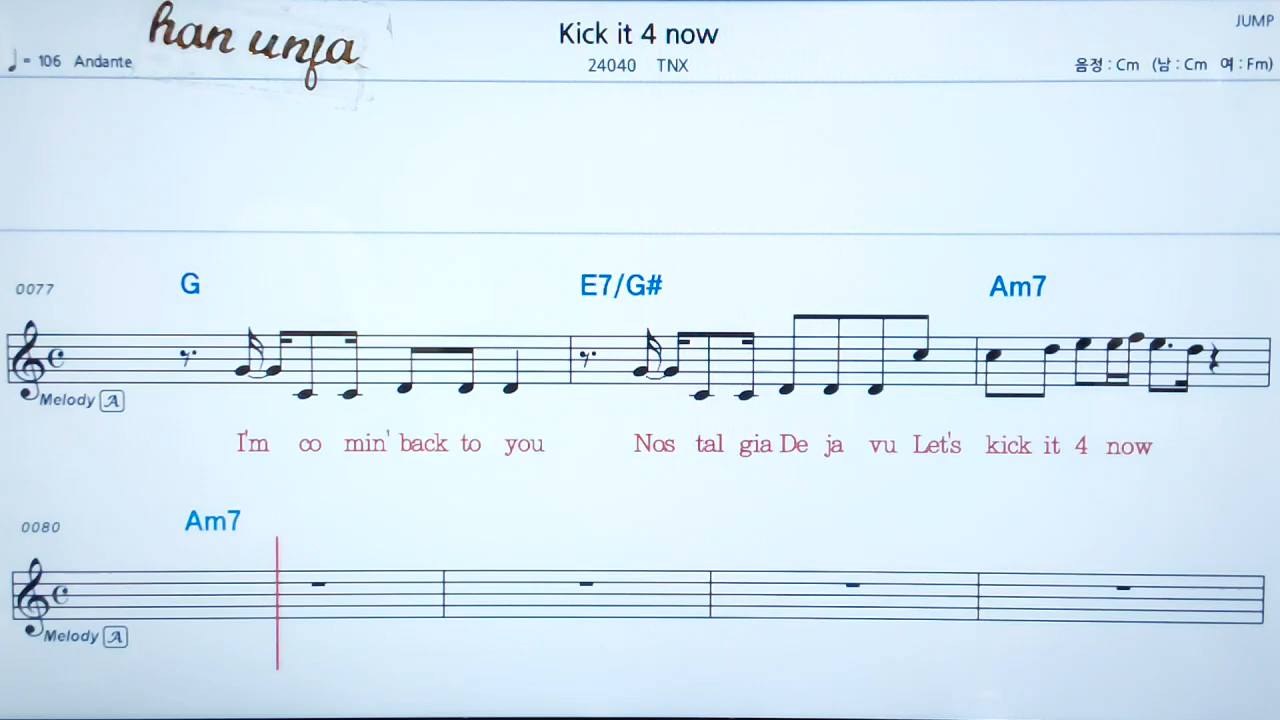 han unfa
Kick it 4 now
JUMP
♩= 106 Andante
24040 TNX
음정 : Cm (남 : Cm 여 : Fm)
G E7/G# Am7
0077
Melody A
I'm co min' back to you Nos tal gia De ja vu Let's kick it 4 now
Am7
0080
Melody A